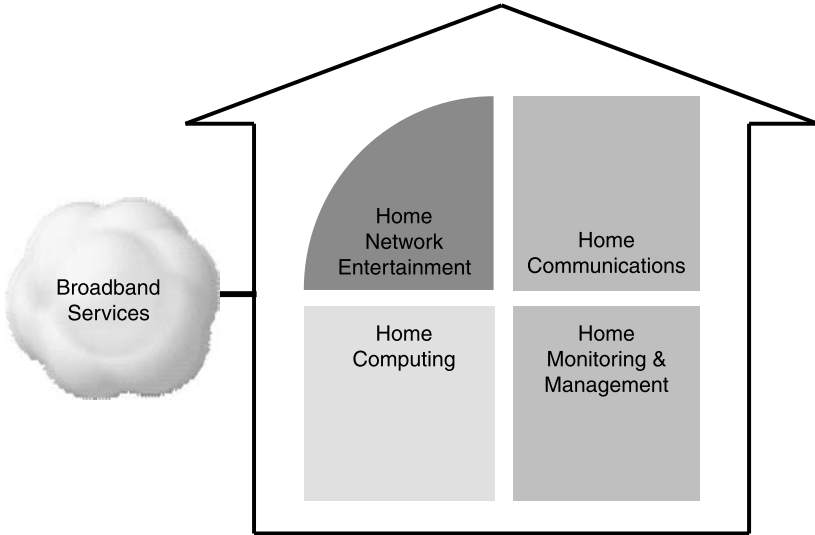 Broadband
Services
Home
Network
Entertainment
Home
Communications
Home
Computing
Home
Monitoring &
Management